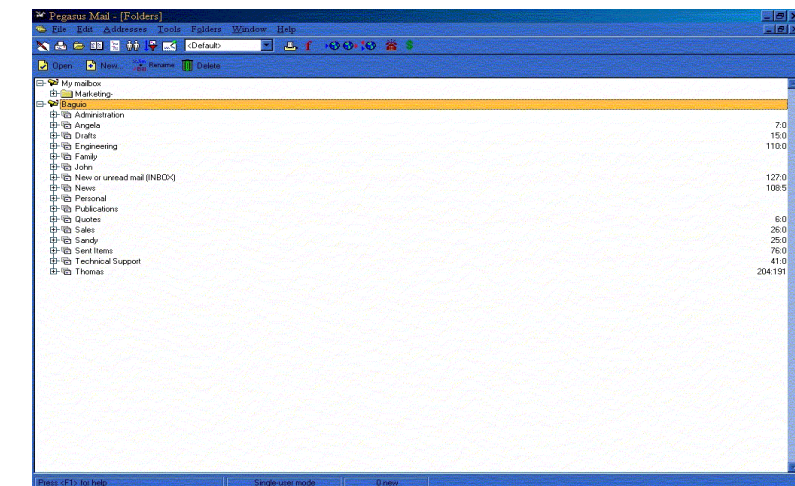 Pegasus Mail - [Folders]
File Edit Addresses Tools Folders Window Help
<Default>
Open New... Rename Delete
My mailbox
Marketing-
Baguio
Administration
Angela 7:0
Drafts 15:0
Engineering 110:0
Family
John
New or unread mail (INBOX) 127:0
News 108:5
Personal
Publications
Quotes 6:0
Sales 26:0
Sandy 25:0
Sent Items 76:0
Technical Support 41:0
Thomas 204:191
Press <F1> for help Single-user mode 0 new